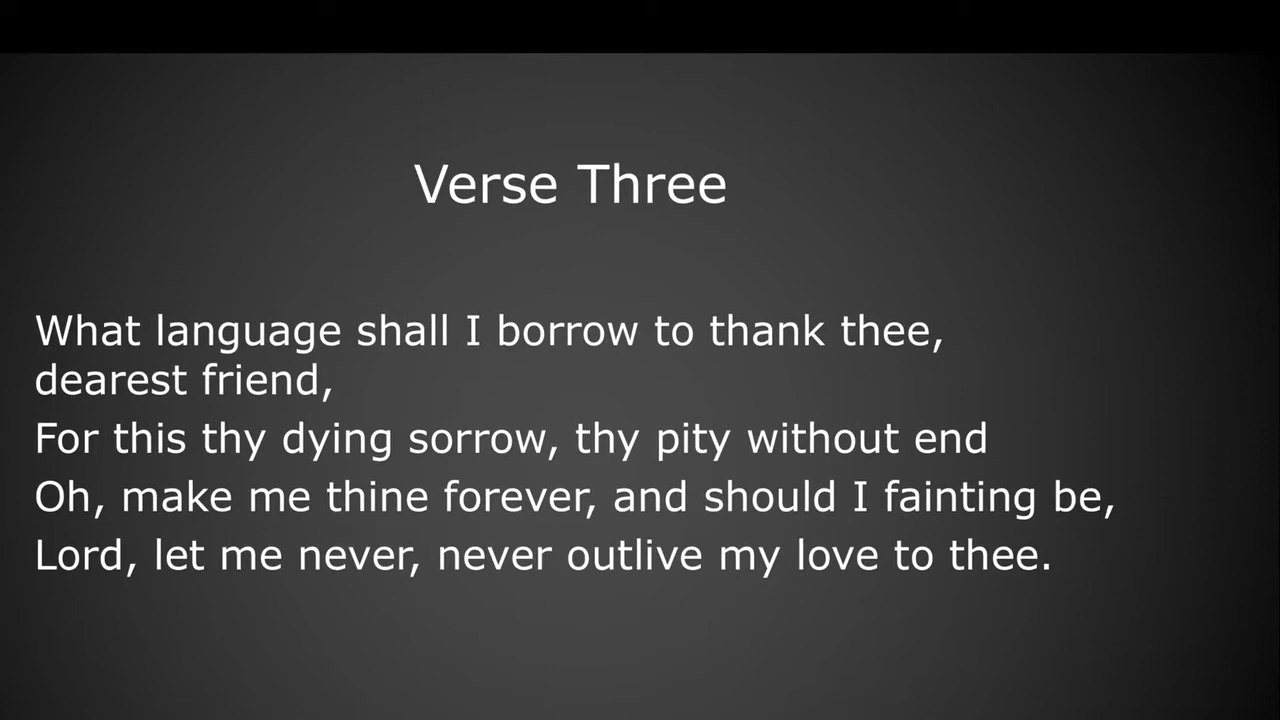 Verse Three
What language shall I borrow to thank thee,
dearest friend,
For this thy dying sorrow, thy pity without end
Oh, make me thine forever, and should I fainting be,
Lord, let me never, never outlive my love to thee.